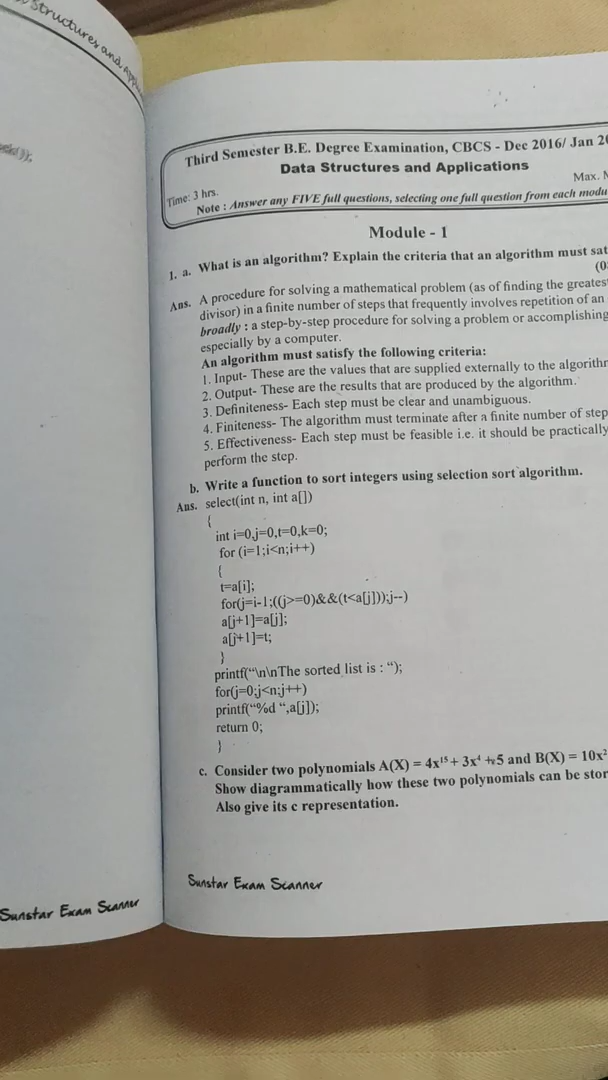 Structures and
Third Semester B.E. Degree Examination, CBCS - Dec 2016/ Jan 20
Data Structures and Applications
Time: 3 hrs.
Max.
Note : Answer any FIVE full questions, selecting one full question from each modu
Module - 1
1. a. What is an algorithm? Explain the criteria that an algorithm must sat
(0
Ans. A procedure for solving a mathematical problem (as of finding the greates
divisor) in a finite number of steps that frequently involves repetition of an
broadly : a step-by-step procedure for solving a problem or accomplishing
especially by a computer.
An algorithm must satisfy the following criteria:
1. Input- These are the values that are supplied externally to the algorithm
2. Output- These are the results that are produced by the algorithm.
3. Definiteness- Each step must be clear and unambiguous.
4. Finiteness- The algorithm must terminate after a finite number of step
5. Effectiveness- Each step must be feasible i.e. it should be practically
perform the step.
b. Write a function to sort integers using selection sort algorithm.
Ans. select(int n, int a[])
{
int i=0,j=0,t=0,k=0;
for (i=1;i<n;i++)
{
t=a[i];
for(j=i-1;((j>=0)&&(t<a[j]));j--)
a[j+1]=a[j];
a[j+1]=t;
}
printf("\n\nThe sorted list is : ");
for(j=0;j<n;j++)
printf("%d ",a[j]);
return 0;
}
c. Consider two polynomials A(X) = 4x¹⁵ + 3x⁴ + 5 and B(X) = 10x²
Show diagrammatically how these two polynomials can be stor
Also give its c representation.
Sunstar Exam Scanner
Sunstar Exam Scanner